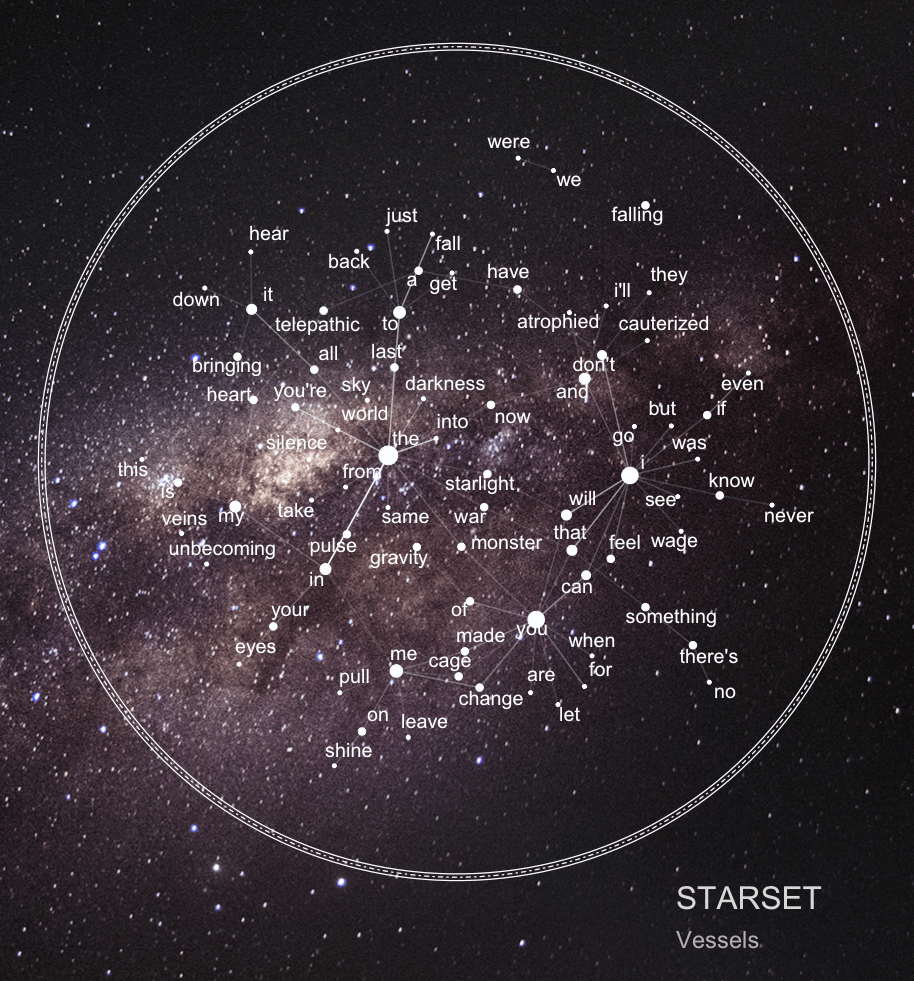 were
we
falling
just
hear
fall
back
a
get
have
they
i'll
down
it
telepathic
to
atrophied
cauterized
all
last
don't
bringing
heart
you're
sky
darkness
and
even
world
now
but
if
into
silence
the
go
was
this
from
i
is
starlight
see
know
veins
my
take
same
war
will
never
unbecoming
pulse
gravity
monster
that
feel
wage
in
can
your
of
you
something
eyes
me
made
cage
when
there's
pull
change
are
for
no
on
leave
let
shine
STARSET
Vessels